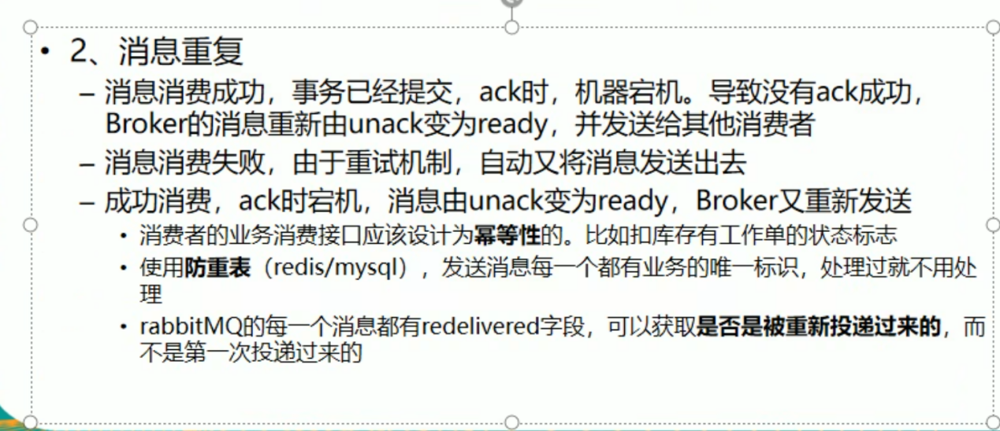 • 2、消息重复
– 消息消费成功，事务已经提交，ack时，机器宕机。导致没有ack成功，
Broker的消息重新由unack变为ready，并发送给其他消费者
– 消息消费失败，由于重试机制，自动又将消息发送出去
– 成功消费，ack时宕机，消息由unack变为ready，Broker又重新发送
• 消费者的业务消费接口应该设计为幂等性的。比如扣库存有工作单的状态标志
• 使用防重表（redis/mysql），发送消息每一个都有业务的唯一标识，处理过就不用处
理
• rabbitMQ的每一个消息都有redelivered字段，可以获取是否是被重新投递过来的，而
不是第一次投递过来的